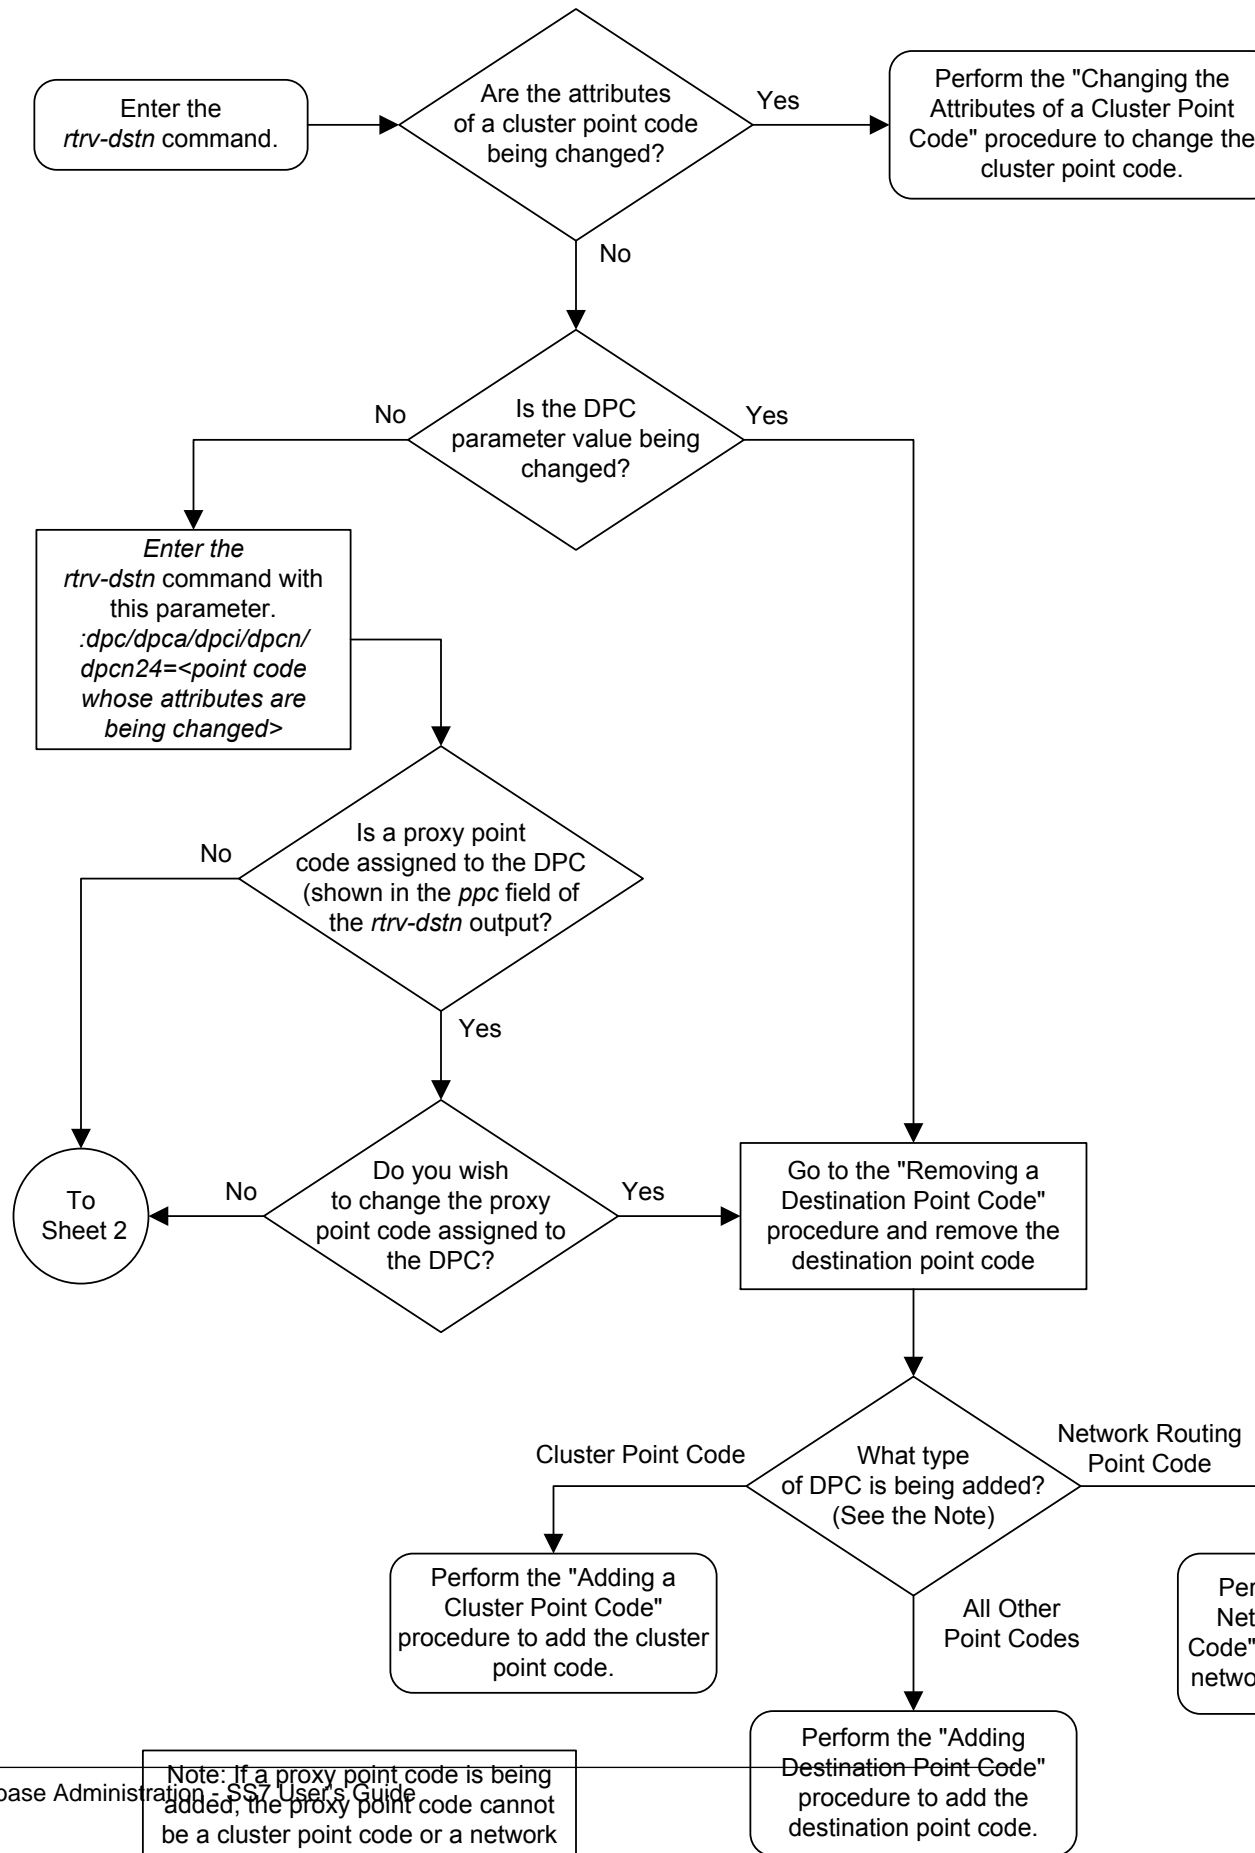 Enter the
rtrv-dstn command.
Are the attributes
of a cluster point code
being changed?
Yes
Perform the "Changing the
Attributes of a Cluster Point
Code" procedure to change the
cluster point code.
No
Is the DPC
parameter value being
changed?
No
Yes
Enter the
rtrv-dstn command with
this parameter.
:dpc/dpca/dpci/dpcn/
dpcn24=<point code
whose attributes are
being changed>
Is a proxy point
code assigned to the DPC
(shown in the ppc field of
the rtrv-dstn output?
No
Yes
To
Sheet 2
No
Do you wish
to change the proxy
point code assigned to
the DPC?
Yes
Go to the "Removing a
Destination Point Code"
procedure and remove the
destination point code
Cluster Point Code
What type
of DPC is being added?
(See the Note)
Network Routing
Point Code
All Other
Point Codes
Perform the "Adding a
Cluster Point Code"
procedure to add the cluster
point code.
Per
Net
Code"
netwo
Perform the "Adding
Destination Point Code"
procedure to add the
destination point code.
Note: If a proxy point code is being
added, the proxy point code cannot
be a cluster point code or a network
base Administration - SS7 User's Guide